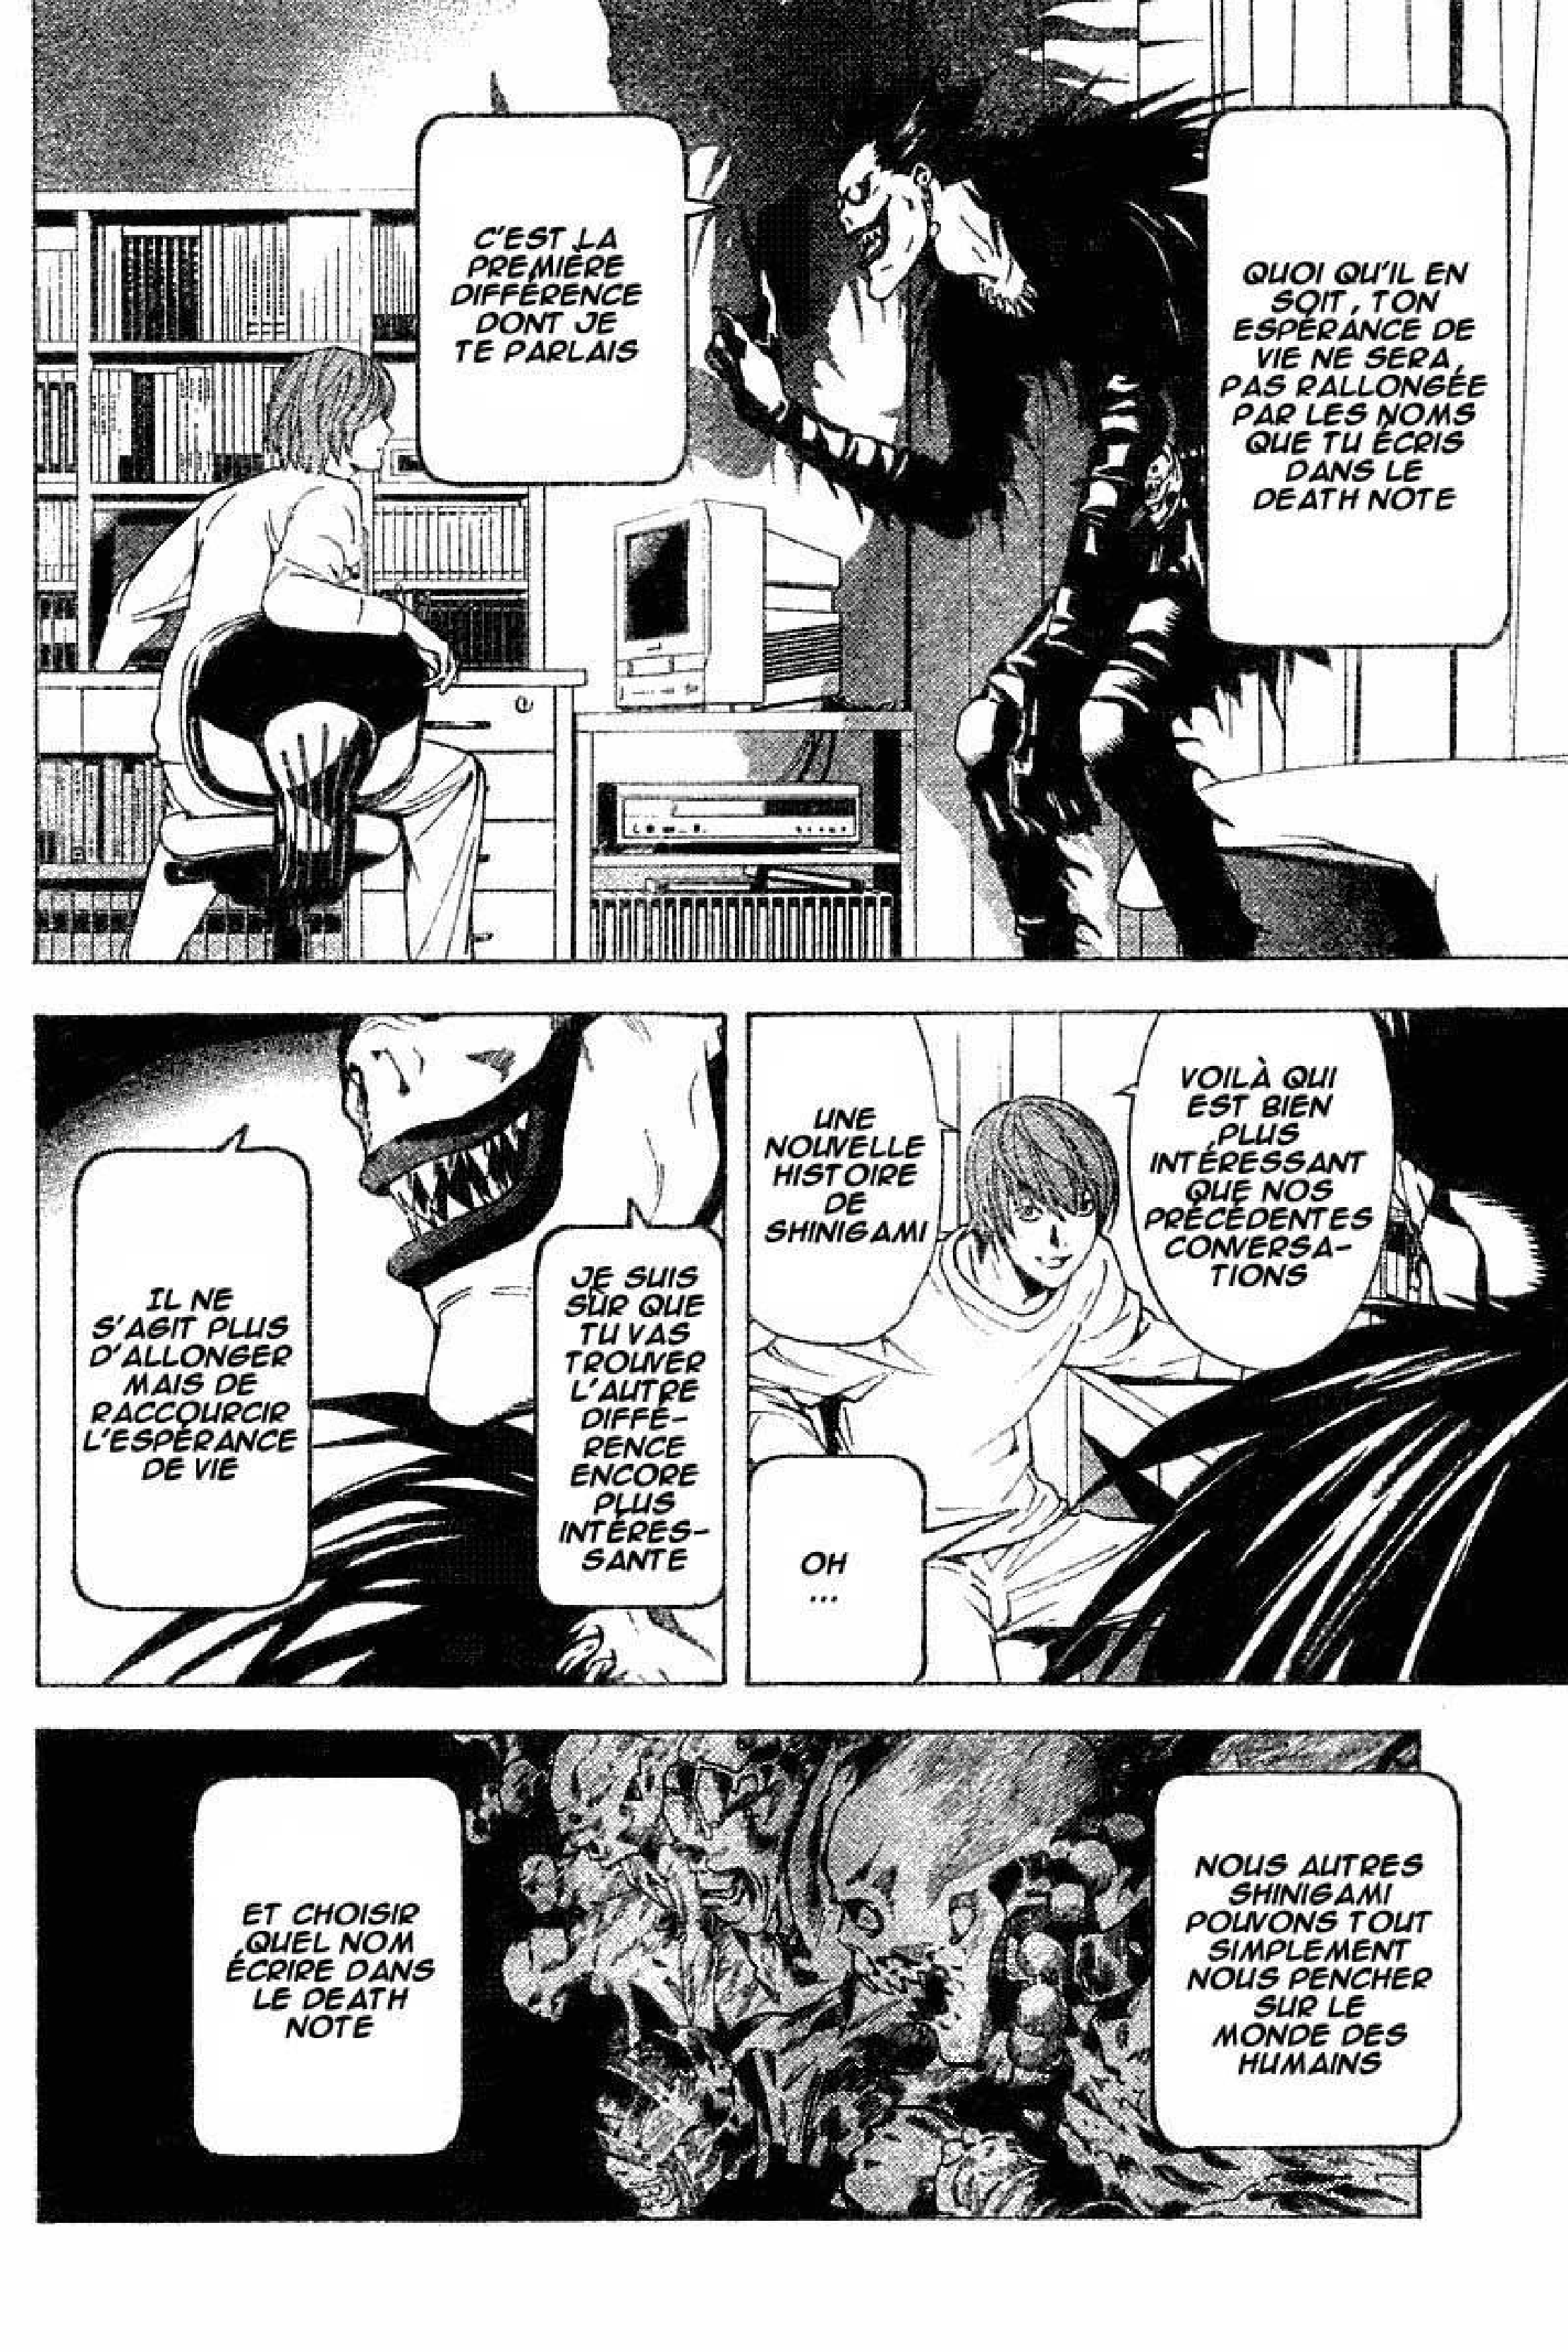 QUOI QU'IL EN
SOIT, TON
ESPÉRANCE DE
VIE NE SERA
PAS RALLONGÉE
PAR LES NOMS
QUE TU ÉCRIS
DANS LE
DEATH NOTE
C'EST LA
PREMIÈRE
DIFFÉRENCE
DONT JE
TE PARLAIS
VOILÀ QUI
EST BIEN
PLUS
INTÉRESSANT
QUE NOS
PRÉCÉDENTES
CONVERSA-
TIONS
UNE
NOUVELLE
HISTOIRE
DE
SHINIGAMI
OH
...
JE SUIS
SÛR QUE
TU VAS
TROUVER
L'AUTRE
DIFFÉ-
RENCE
ENCORE
PLUS
INTÉRES-
SANTE
IL NE
S'AGIT PLUS
D'ALLONGER
MAIS DE
RACCOURCIR
L'ESPÉRANCE
DE VIE
NOUS AUTRES
SHINIGAMI
POUVONS TOUT
SIMPLEMENT
NOUS PENCHER
SUR LE
MONDE DES
HUMAINS
ET CHOISIR
QUEL NOM
ÉCRIRE DANS
LE DEATH
NOTE